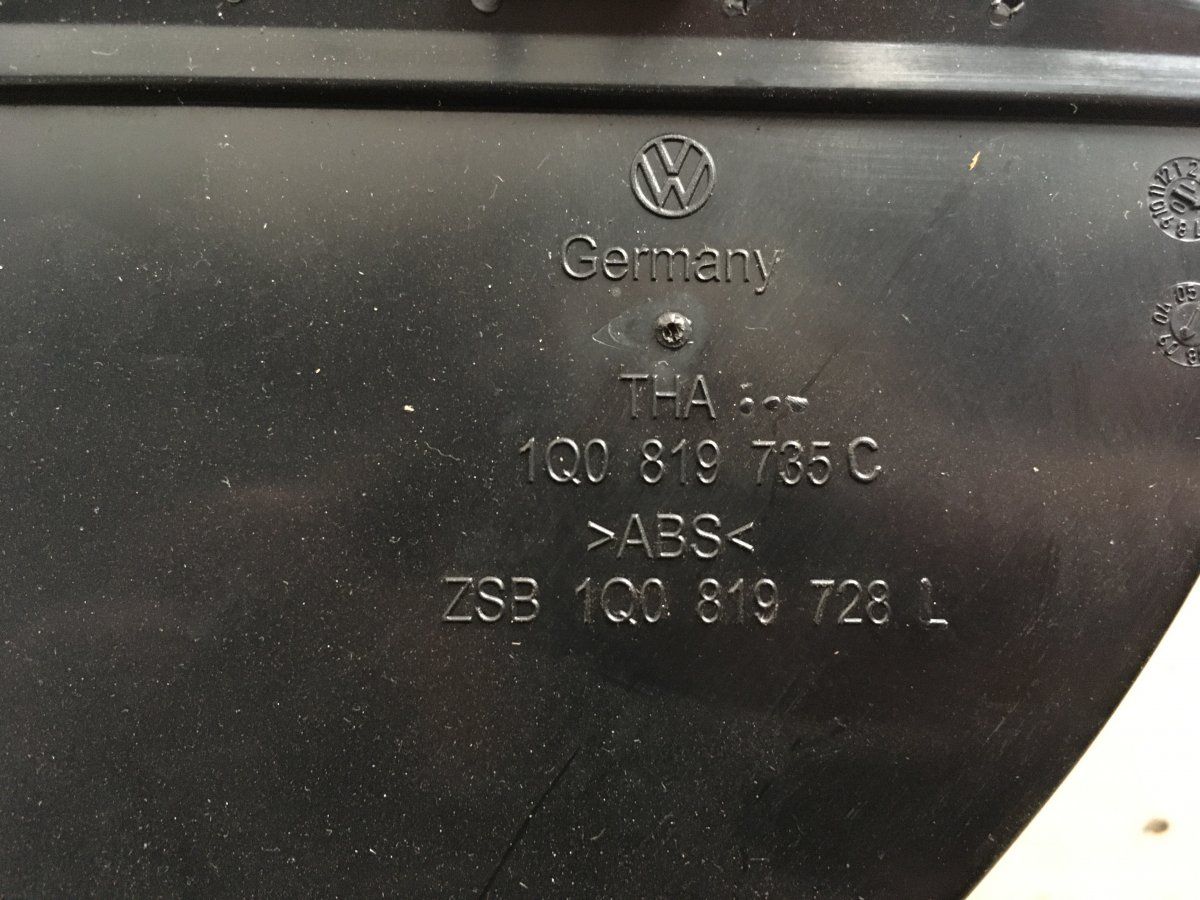 Germany
THA
1Q0 819 735 C
>ABS<
ZSB 1Q0 819 728 L